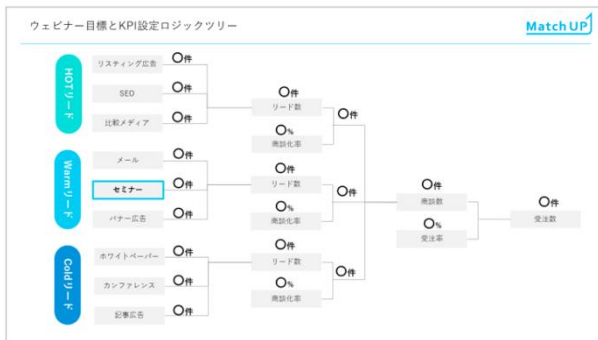 ウェビナー目標とKPI設定ロジックツリー
Match UP
HOTリード
リスティング広告
〇件
SEO
〇件
比較メディア
〇件
〇件
リード数
〇%
商談化率
〇件
Warmリード
メール
〇件
セミナー
〇件
バナー広告
〇件
〇件
リード数
〇%
商談化率
〇件
Coldリード
ホワイトペーパー
〇件
カンファレンス
〇件
記事広告
〇件
〇件
リード数
〇%
商談化率
〇件
〇件
商談数
〇%
受注率
〇件
受注数